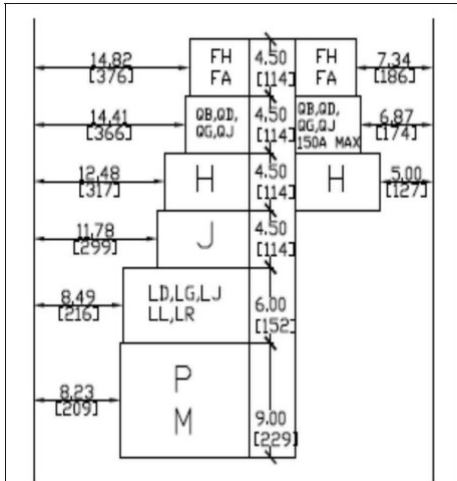 14.82
[376]
FH
FA
4.50
[114]
FH
FA
7.34
[186]
14.41
[366]
QB,QD,
QG,QJ
4.50
[114]
QB,QD,
QG,QJ
150A MAX
6.87
[174]
12.48
[317]
H
4.50
[114]
H
5.00
[127]
11.78
[299]
J
4.50
[114]
8.49
[216]
LD,LG,LJ
LL,LR
6.00
[152]
8.23
[209]
P
M
9.00
[229]